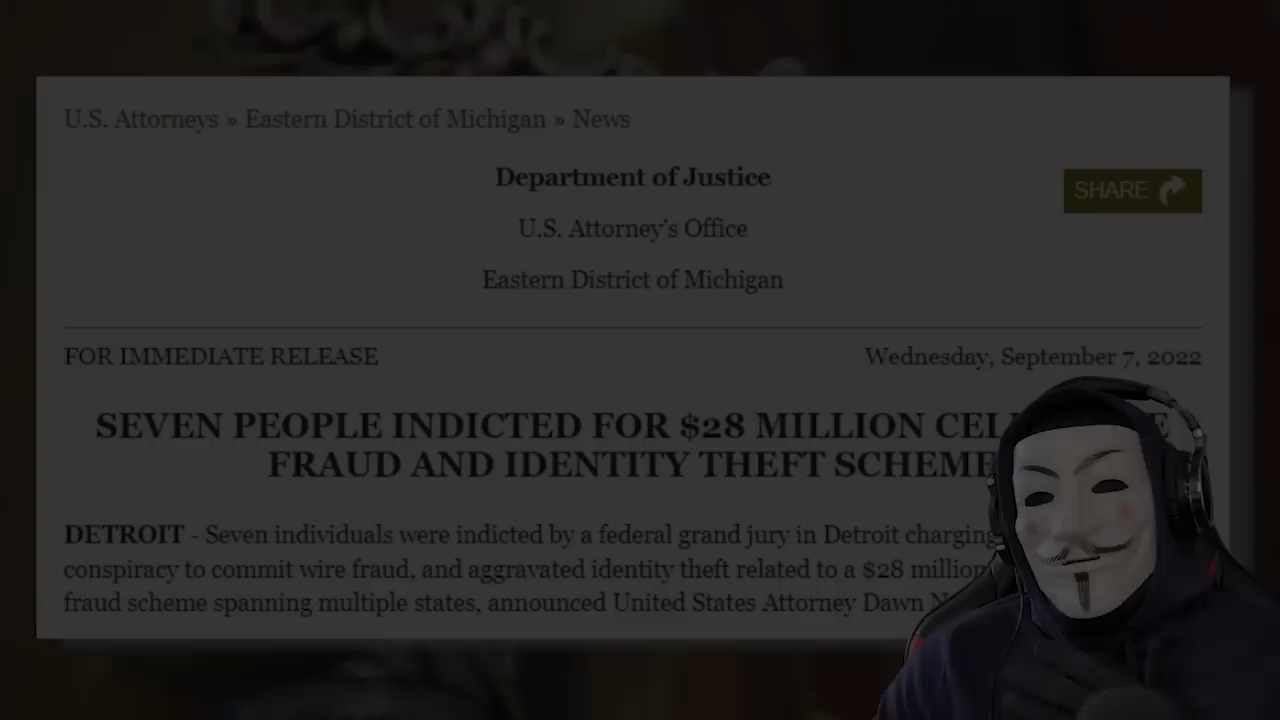 U.S. Attorneys » Eastern District of Michigan » News
Department of Justice
SHARE
U.S. Attorney's Office
Eastern District of Michigan
FOR IMMEDIATE RELEASE Wednesday, September 7, 2022
SEVEN PEOPLE INDICTED FOR $28 MILLION
FRAUD AND IDENTITY THEFT SCHEME
DETROIT - Seven individuals were indicted by a federal grand jury in Detroit charging
conspiracy to commit wire fraud, and aggravated identity theft related to a $28 million
fraud scheme spanning multiple states, announced United States Attorney Dawn